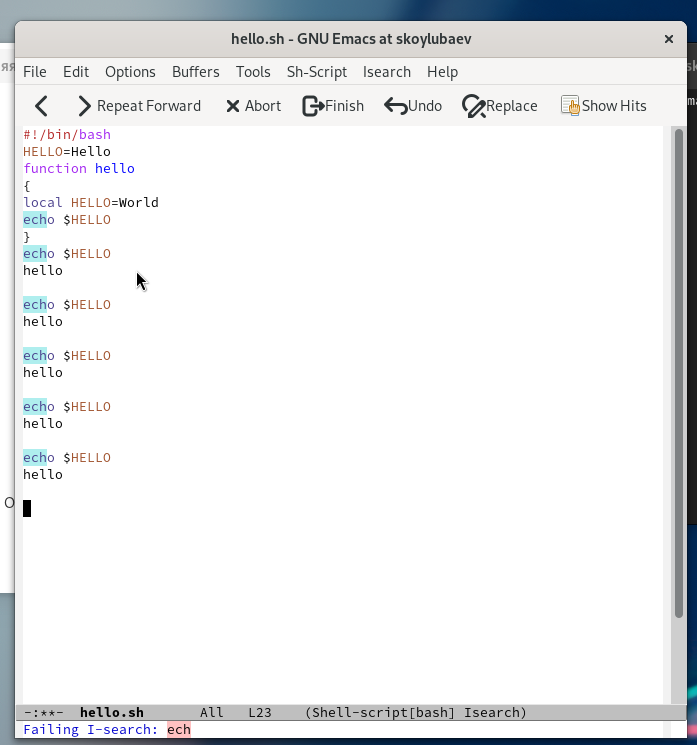 hello.sh - GNU Emacs at skoylubaev ×
File Edit Options Buffers Tools Sh-Script Isearch Help
Repeat Forward Abort Finish Undo Replace Show Hits
#!/bin/bash
HELLO=Hello
function hello
{
local HELLO=World
echo $HELLO
}
echo $HELLO
hello
echo $HELLO
hello
echo $HELLO
hello
echo $HELLO
hello
echo $HELLO
hello
-:**- hello.sh All L23 (Shell-script[bash] Isearch)
Failing I-search: ech